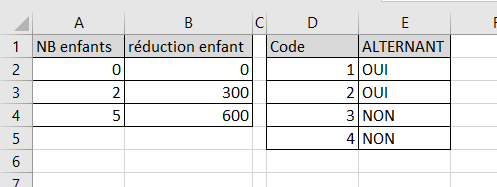 A B C D E
1 NB enfants réduction enfant Code ALTERNANT
2 0 0 1 OUI
3 2 300 2 OUI
4 5 600 3 NON
5 4 NON
6
7